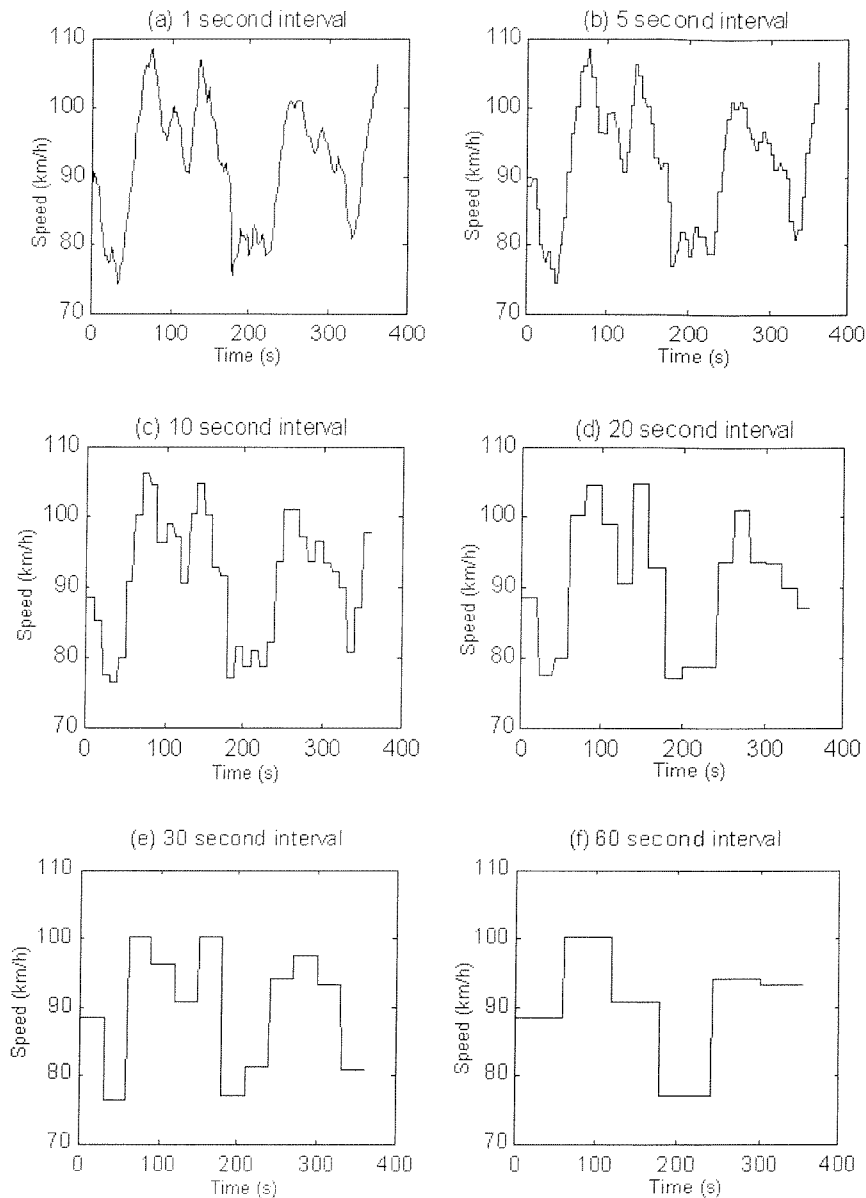 (a) 1 second interval
110
100
90
80
70
0 100 200 300 400
Speed (km/h)
Time (s)
(b) 5 second interval
110
100
90
80
70
0 100 200 300 400
Speed (km/h)
Time (s)
(c) 10 second interval
110
100
90
80
70
0 100 200 300 400
Speed (km/h)
Time (s)
(d) 20 second interval
110
100
90
80
70
0 100 200 300 400
Speed (km/h)
Time (s)
(e) 30 second interval
110
100
90
80
70
0 100 200 300 400
Speed (km/h)
Time (s)
(f) 60 second interval
110
100
90
80
70
0 100 200 300 400
Speed (km/h)
Time (s)